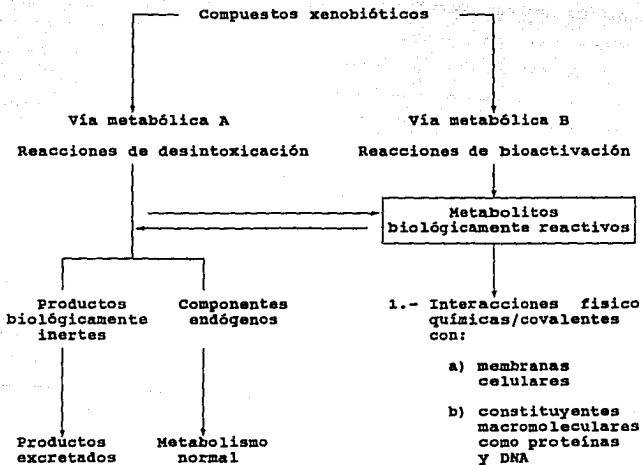 Compuestos xenobióticos
Vía metabólica A
Reacciones de desintoxicación
Vía metabólica B
Reacciones de bioactivación
Metabolitos
biológicamente reactivos
Productos
biológicamente
inertes
Componentes
endógenos
1.- Interacciones fisico
químicas/covalentes
con:
a) membranas
celulares
b) constituyentes
macromoleculares
como proteínas
y DNA
Productos
excretados
Metabolismo
normal